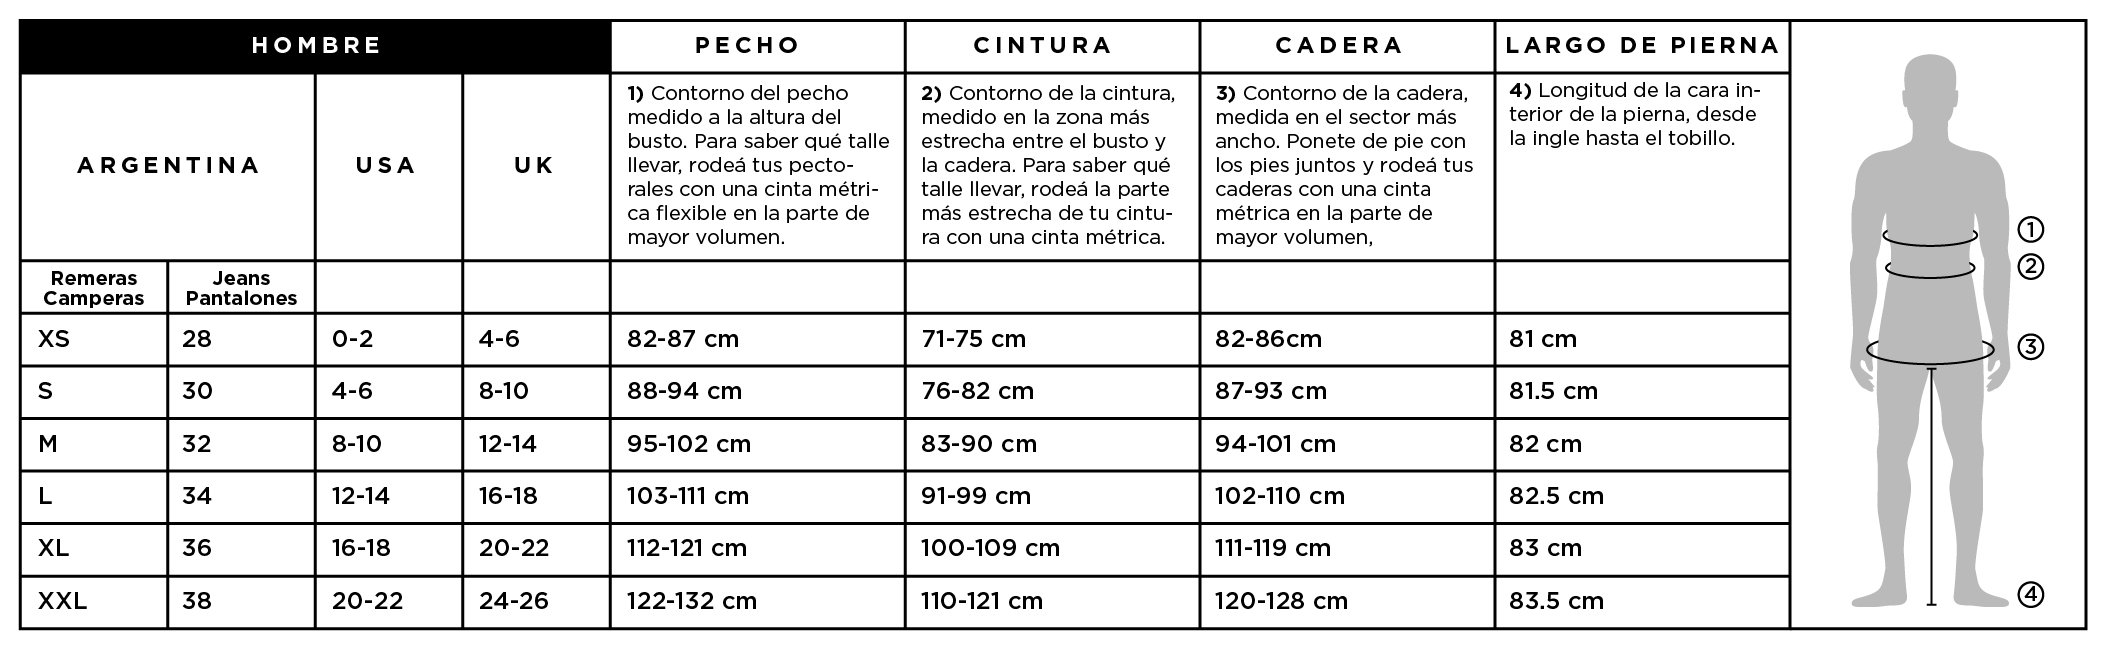 HOMBRE
PECHO
CINTURA
CADERA
LARGO DE PIERNA
ARGENTINA
USA
UK
1) Contorno del pecho
medido a la altura del
busto. Para saber qué talle
llevar, rodeá tus pecto-
rales con una cinta métri-
ca flexible en la parte de
mayor volumen.
2) Contorno de la cintura,
medido en la zona más
estrecha entre el busto y
la cadera. Para saber qué
talle llevar, rodeá la parte
más estrecha de tu cintu-
ra con una cinta métrica.
3) Contorno de la cadera,
medida en el sector más
ancho. Ponete de pie con
los pies juntos y rodeá tus
caderas con una cinta
métrica en la parte de
mayor volumen,
4) Longitud de la cara in-
terior de la pierna, desde
la ingle hasta el tobillo.
Remeras
Camperas
Jeans
Pantalones
XS 28 0-2 4-6 82-87 cm 71-75 cm 82-86cm 81 cm
S 30 4-6 8-10 88-94 cm 76-82 cm 87-93 cm 81.5 cm
M 32 8-10 12-14 95-102 cm 83-90 cm 94-101 cm 82 cm
L 34 12-14 16-18 103-111 cm 91-99 cm 102-110 cm 82.5 cm
XL 36 16-18 20-22 112-121 cm 100-109 cm 111-119 cm 83 cm
XXL 38 20-22 24-26 122-132 cm 110-121 cm 120-128 cm 83.5 cm
1
2
3
4